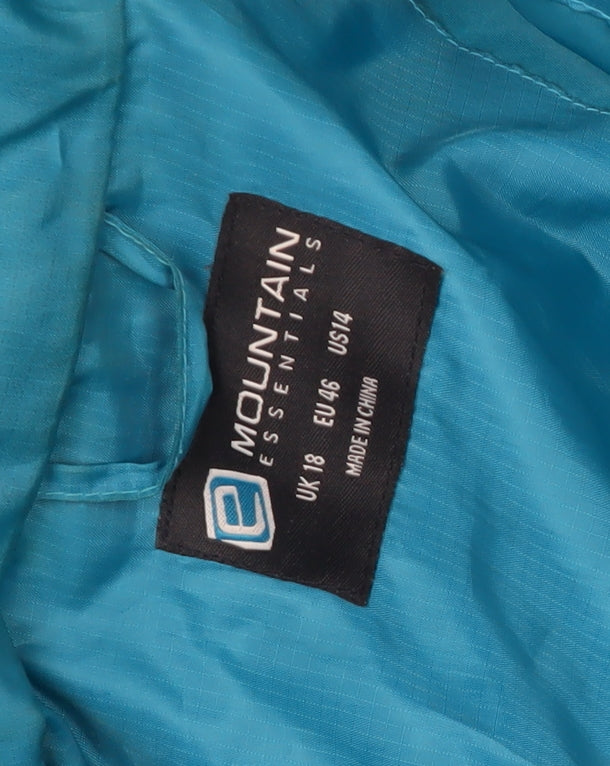 MOUNTAIN
ESSENTIALS
UK 18 EU 46 US14
MADE IN CHINA